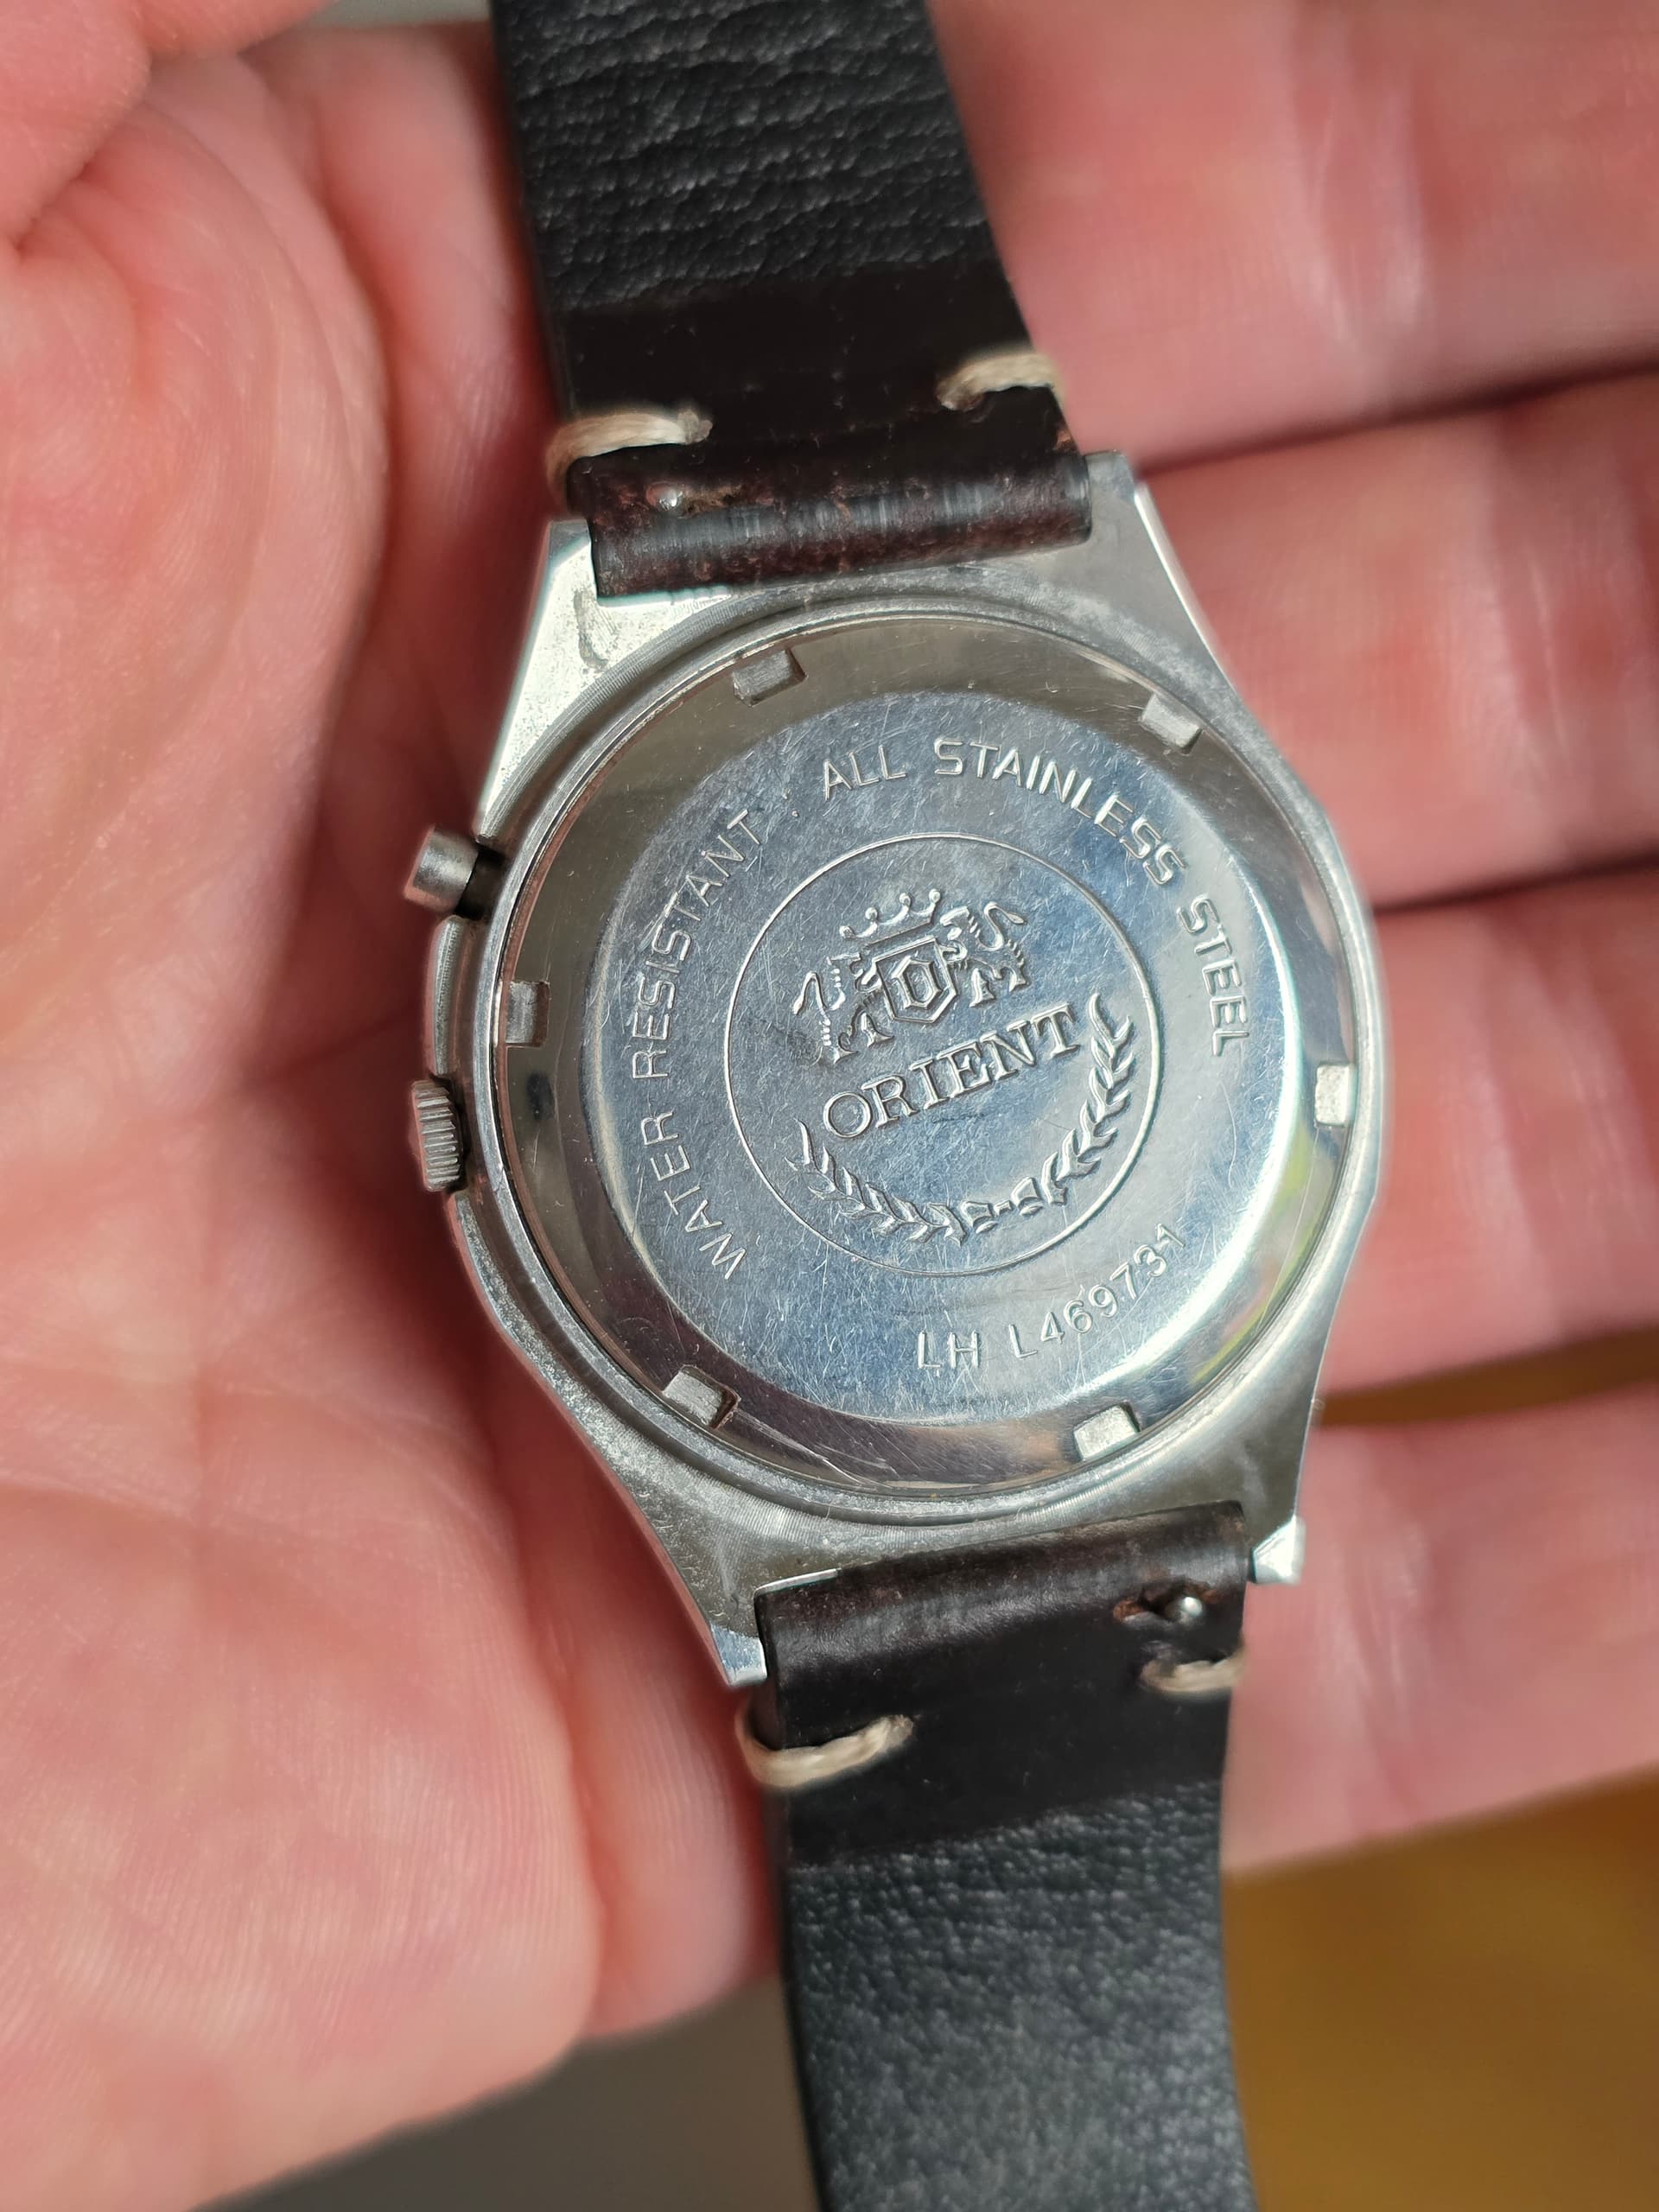 WATER RESISTANT · ALL STAINLESS STEEL
ORIENT
LH L469731